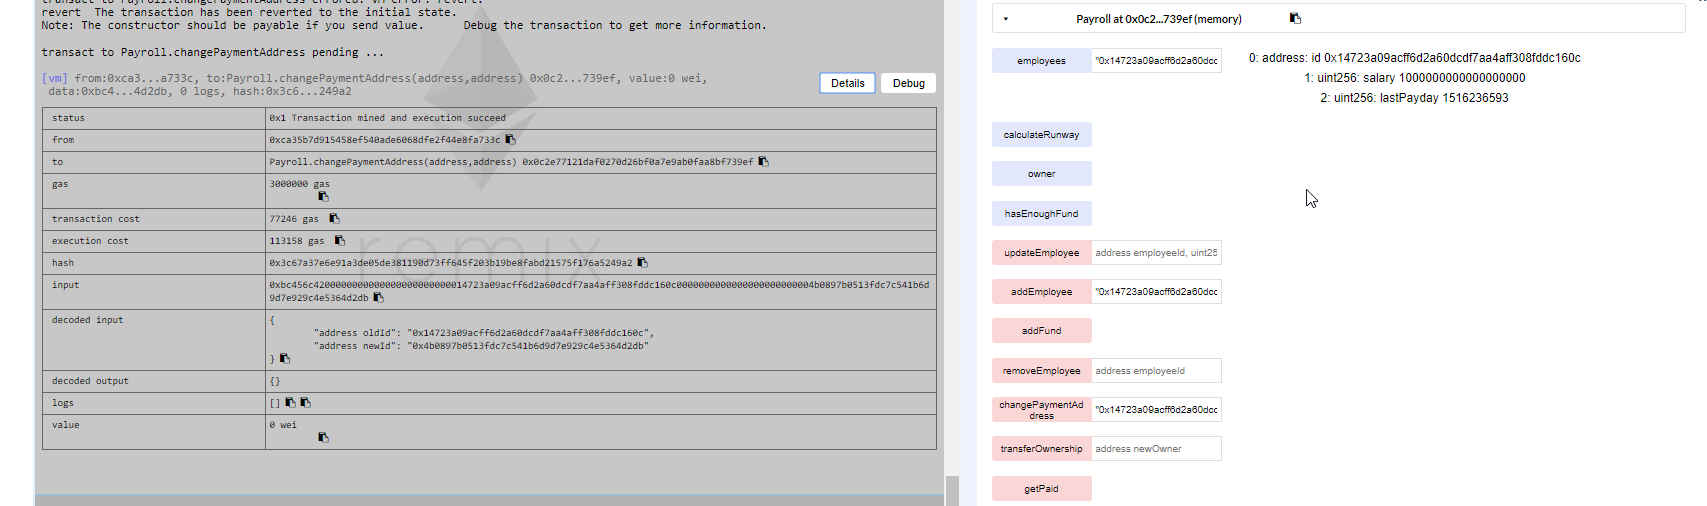 revert  The transaction has been reverted to the initial state.
Note: The constructor should be payable if you send value.      Debug the transaction to get more information.
transact to Payroll.changePaymentAddress pending ...
[vm] from:0xca3...a733c, to:Payroll.changePaymentAddress(address,address) 0x0c2...739ef, value:0 wei,
data:0xbc4...4d2db, 0 logs, hash:0x3c6...249a2
Details
Debug
status 0x1 Transaction mined and execution succeed
from 0xca35b7d915458ef540ade6068dfe2f44e8fa733c
to Payroll.changePaymentAddress(address,address) 0x0c2e77121daf0270d26bf0a7e9ab0faa8bf739ef
gas 3000000 gas
transaction cost 77246 gas
execution cost 113158 gas
hash 0x3c67a37e6e91a3de05de381190d73ff645f203b19be8fabd21575f176a5249a2
input 0xbc456c4200000000000000000000000014723a09acff6d2a60dcdf7aa4aff308fddc160c0000000000000000000000004b0897b0513fdc7c541b6d
9d7e929c4e5364d2db
decoded input {
"address oldId": "0x14723a09acff6d2a60dcdf7aa4aff308fddc160c",
"address newId": "0x4b0897b0513fdc7c541b6d9d7e929c4e5364d2db"
}
decoded output {}
logs []
value 0 wei
remix
Payroll at 0x0c2...739ef (memory)
employees "0x14723a09acff6d2a60dcc
0: address: id 0x14723a09acff6d2a60dcdf7aa4aff308fddc160c
1: uint256: salary 1000000000000000000
2: uint256: lastPayday 1516236593
calculateRunway
owner
hasEnoughFund
updateEmployee address employeeId, uint25
addEmployee "0x14723a09acff6d2a60dcc
addFund
removeEmployee address employeeId
changePaymentAd
dress "0x14723a09acff6d2a60dcc
transferOwnership address newOwner
getPaid